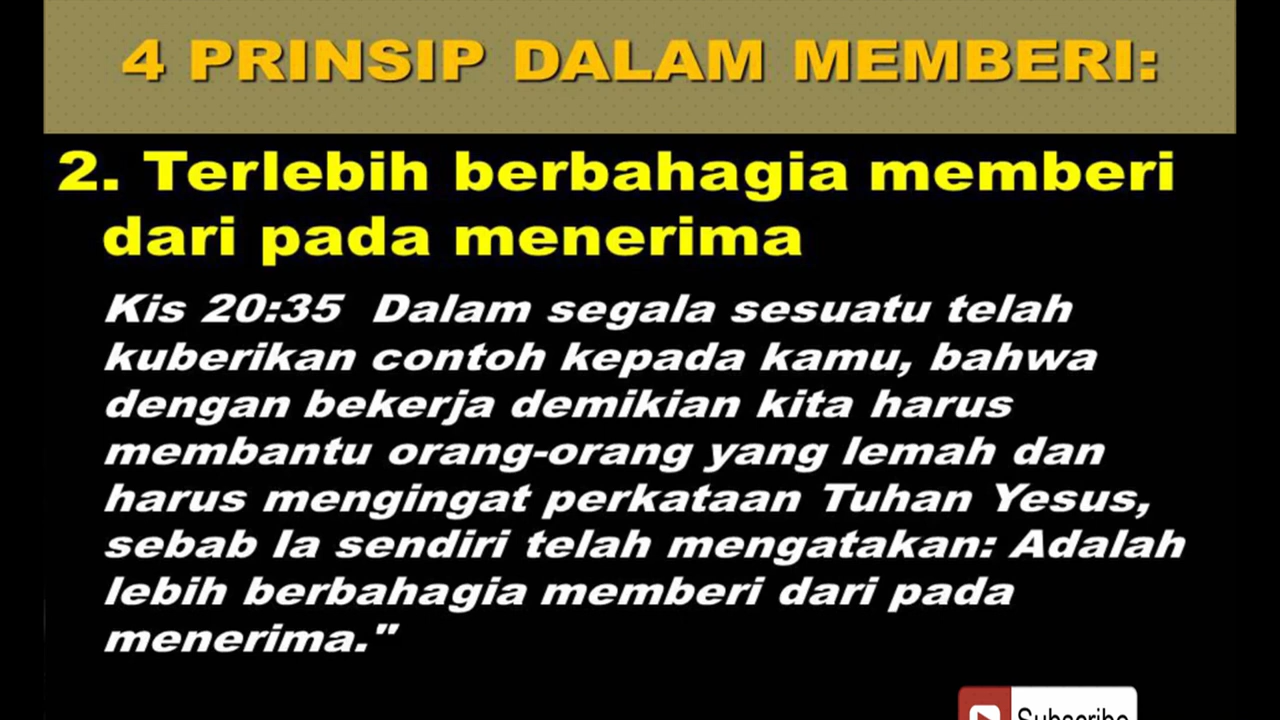 4 PRINSIP DALAM MEMBERI:
2. Terlebih berbahagia memberi
dari pada menerima
Kis 20:35 Dalam segala sesuatu telah
kuberikan contoh kepada kamu, bahwa
dengan bekerja demikian kita harus
membantu orang-orang yang lemah dan
harus mengingat perkataan Tuhan Yesus,
sebab Ia sendiri telah mengatakan: Adalah
lebih berbahagia memberi dari pada
menerima."
Subscribe